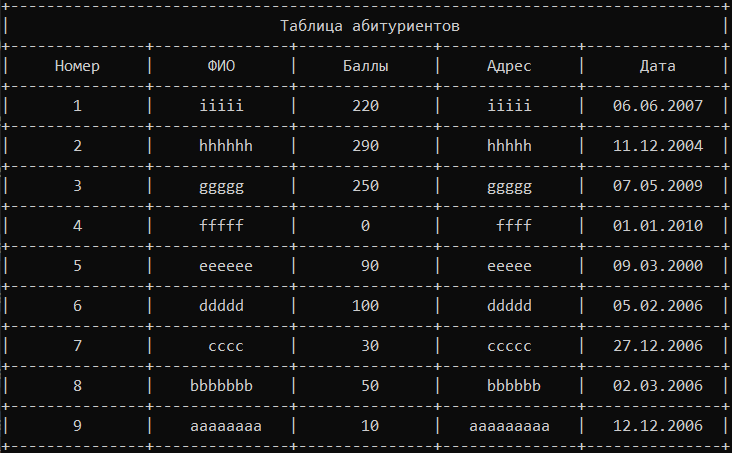 Таблица абитуриентов
Номер | ФИО | Баллы | Адрес | Дата
1 | iiiii | 220 | iiiii | 06.06.2007
2 | hhhhhh | 290 | hhhhh | 11.12.2004
3 | ggggg | 250 | ggggg | 07.05.2009
4 | fffff | 0 | ffff | 01.01.2010
5 | eeeeee | 90 | eeeee | 09.03.2000
6 | ddddd | 100 | ddddd | 05.02.2006
7 | cccc | 30 | ccccc | 27.12.2006
8 | bbbbbbb | 50 | bbbbbb | 02.03.2006
9 | aaaaaaaa | 10 | aaaaaaaaa | 12.12.2006